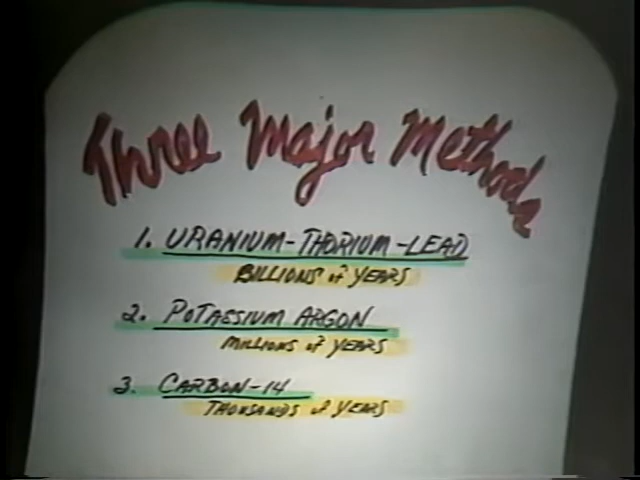 Three Major Methods
1. URANIUM-THORIUM-LEAD
BILLIONS of YEARS
2. POTASSIUM ARGON
MILLIONS of YEARS
3. CARBON-14
THOUSANDS of YEARS